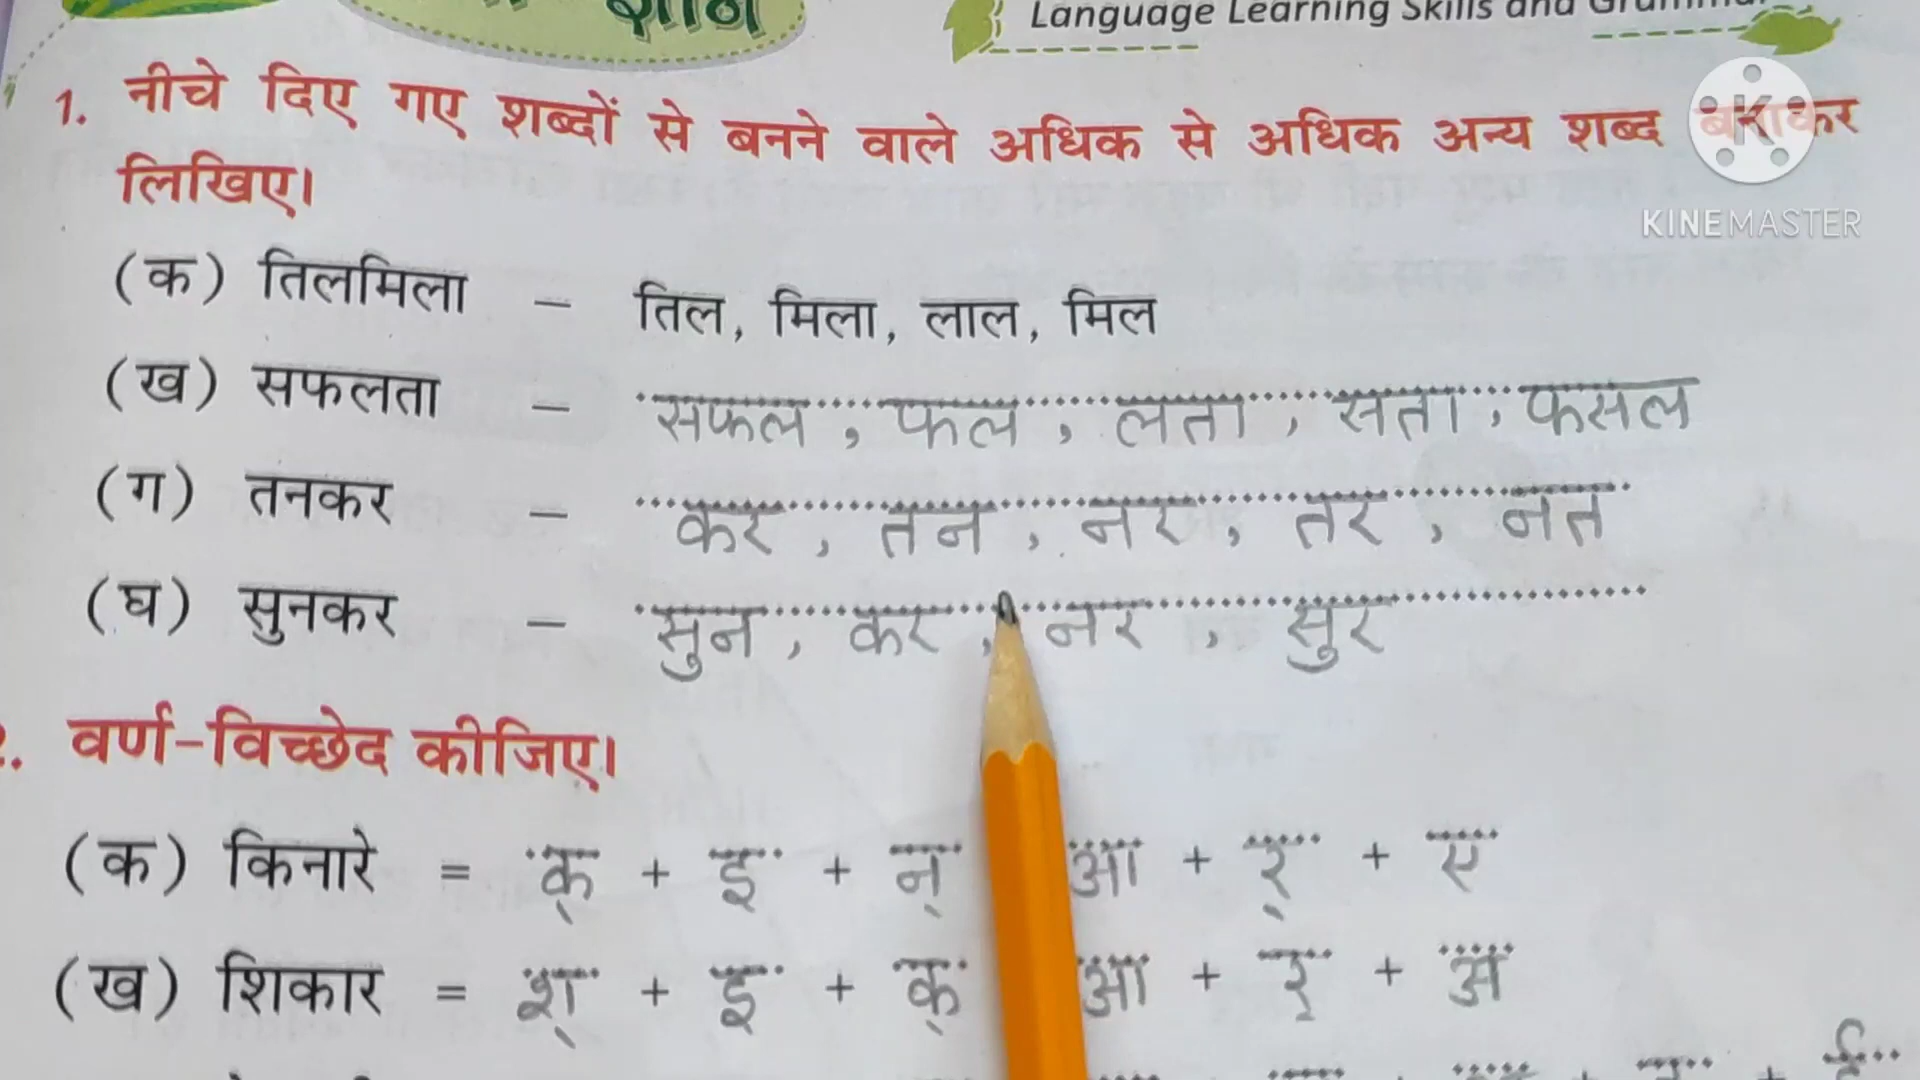 Language Learning Skills and
1. नीचे दिए गए शब्दों से बनने वाले अधिक से अधिक अन्य शब्द बनाकर
लिखिए।
KINEMASTER
(क) तिलमिला – तिल, मिला, लाल, मिल
(ख) सफलता – सफल, फल, लता, सता, फसल
(ग) तनकर – कर, तन, नर, तर, नत
(घ) सुनकर – सुन, कर, नर, सुर
. वर्ण-विच्छेद कीजिए।
(क) किनारे = क् + इ + न् आ + र् + ए
(ख) शिकार = श् + इ + क् आ + र् + अ